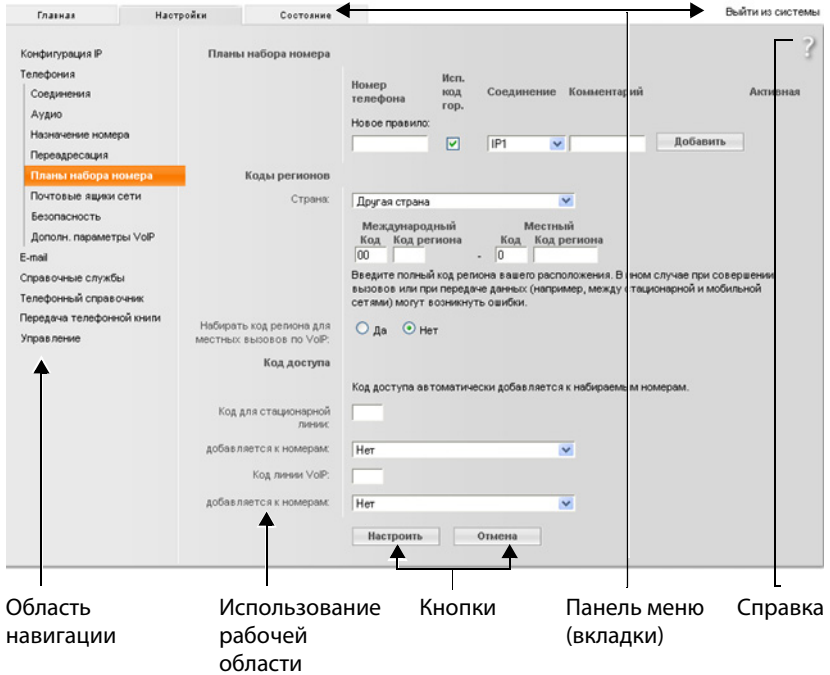 Главная Настройки Состояние Выйти из системы
?
Конфигурация IP
Телефония
Соединения
Аудио
Назначение номера
Переадресация
Планы набора номера
Почтовые ящики сети
Безопасность
Дополн. параметры VoIP
E-mail
Справочные службы
Телефонный справочник
Передача телефонной книги
Управление
Планы набора номера
Номер телефона Исп. код гор. Соединение Комментарий Активная
Новое правило:
IP1 Добавить
Коды регионов
Страна: Другая страна
Международный Местный
Код Код региона Код Код региона
00 - 0
Введите полный код региона вашего расположения. В ином случае при совершении
вызовов или при передаче данных (например, между стационарной и мобильной
сетями) могут возникнуть ошибки.
Набирать код региона для
местных вызовов по VoIP: Да Нет
Код доступа
Код доступа автоматически добавляется к набираемым номерам.
Код для стационарной
линии:
добавляется к номерам: Нет
Код линии VoIP:
добавляется к номерам: Нет
Настроить Отмена
Область
навигации
Использование
рабочей
области
Кнопки
Панель меню
(вкладки)
Справка